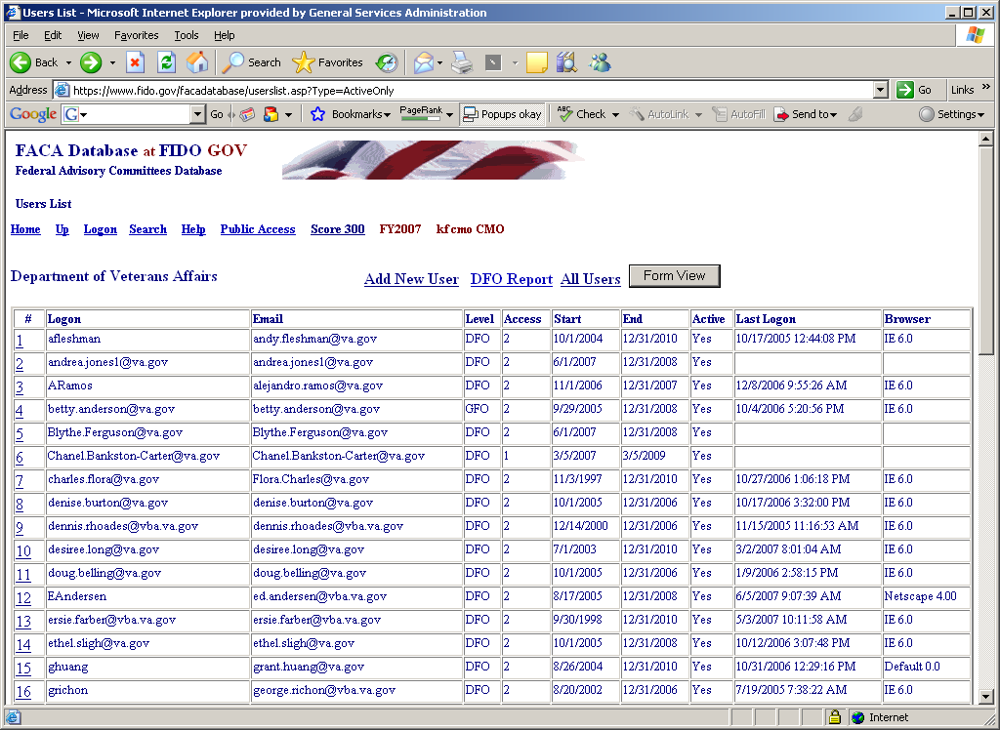 Users List - Microsoft Internet Explorer provided by General Services Administration
File Edit View Favorites Tools Help
Back Search Favorites
Address https://www.fido.gov/facadatabase/userslist.asp?Type=ActiveOnly Go Links »
Google G Go Bookmarks PageRank Popups okay ABC Check AutoLink AutoFill Send to Settings
FACA Database at FIDO GOV
Federal Advisory Committees Database
Users List
Home Up Logon Search Help Public Access Score 300 FY2007 kfcmo CMO
Department of Veterans Affairs Add New User DFO Report All Users Form View
# Logon Email Level Access Start End Active Last Logon Browser
1 afleshman andy.fleshman@va.gov DFO 2 10/1/2004 12/31/2010 Yes 10/17/2005 12:44:08 PM IE 6.0
2 andrea.jones1@va.gov andrea.jones1@va.gov DFO 2 6/1/2007 12/31/2008 Yes
3 ARamos alejandro.ramos@va.gov DFO 2 11/1/2006 12/31/2007 Yes 12/8/2006 9:55:26 AM IE 6.0
4 betty.anderson@va.gov betty.anderson@va.gov GFO 2 9/29/2005 12/31/2008 Yes 10/4/2006 5:20:56 PM IE 6.0
5 Blythe.Ferguson@va.gov Blythe.Ferguson@va.gov DFO 2 6/1/2007 12/31/2008 Yes
6 Chanel.Bankston-Carter@va.gov Chanel.Bankston-Carter@va.gov DFO 1 3/5/2007 3/5/2009 Yes
7 charles.flora@va.gov Flora.Charles@va.gov DFO 2 11/3/1997 12/31/2010 Yes 10/27/2006 1:06:18 PM IE 6.0
8 denise.burton@va.gov denise.burton@va.gov DFO 2 10/1/2005 12/31/2006 Yes 10/17/2006 3:32:00 PM IE 6.0
9 dennis.rhoades@vba.va.gov dennis.rhoades@vba.va.gov DFO 2 12/14/2000 12/31/2006 Yes 11/15/2005 11:16:53 AM IE 6.0
10 desiree.long@va.gov desiree.long@va.gov DFO 2 7/1/2003 12/31/2010 Yes 3/2/2007 8:01:04 AM IE 6.0
11 doug.belling@va.gov doug.belling@va.gov DFO 2 10/1/2005 12/31/2006 Yes 1/9/2006 2:58:15 PM IE 6.0
12 EAndersen ed.andersen@vba.va.gov DFO 2 8/17/2005 12/31/2008 Yes 6/5/2007 9:07:39 AM Netscape 4.00
13 ersie.farber@vba.va.gov ersie.farber@vba.va.gov DFO 2 9/30/1998 12/31/2010 Yes 5/3/2007 10:11:58 AM IE 6.0
14 ethel.sligh@va.gov ethel.sligh@va.gov DFO 2 10/1/2005 12/31/2008 Yes 10/12/2006 3:07:48 PM IE 6.0
15 ghuang grant.huang@va.gov DFO 2 8/26/2004 12/31/2010 Yes 10/31/2006 12:29:16 PM Default 0.0
16 grichon george.richon@vba.va.gov DFO 2 8/20/2002 12/31/2006 Yes 7/19/2005 7:38:22 AM IE 6.0
Internet